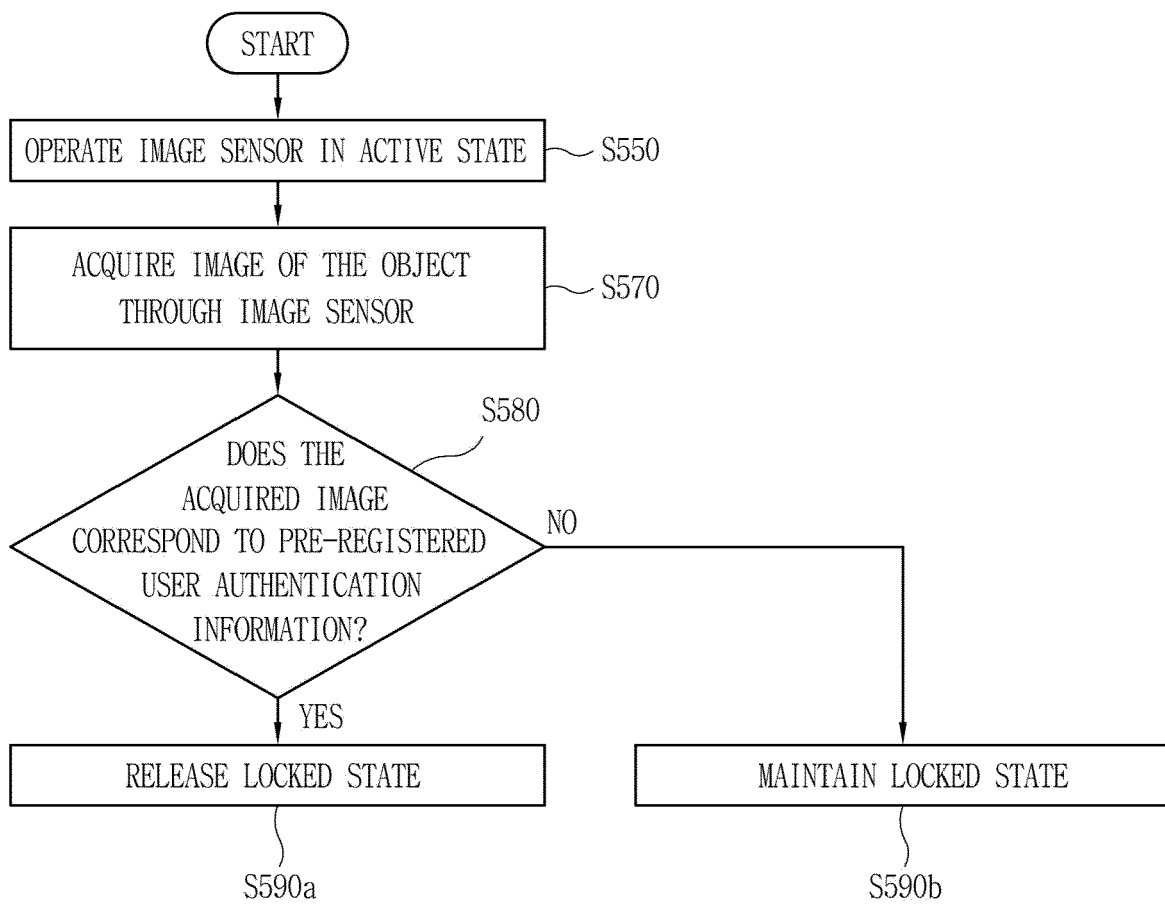 START
OPERATE IMAGE SENSOR IN ACTIVE STATE
S550
ACQUIRE IMAGE OF THE OBJECT
THROUGH IMAGE SENSOR
S570
S580
DOES THE
ACQUIRED IMAGE
CORRESPOND TO PRE-REGISTERED
USER AUTHENTICATION
INFORMATION?
NO
YES
RELEASE LOCKED STATE
MAINTAIN LOCKED STATE
S590a
S590b